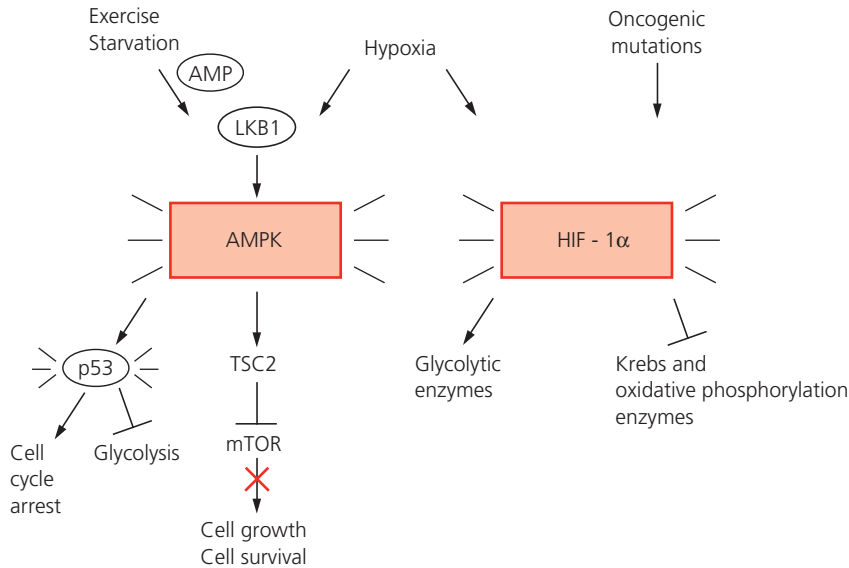 Exercise
Starvation
AMP
Hypoxia
Oncogenic
mutations
LKB1
AMPK
HIF - 1α
p53
TSC2
Glycolytic
enzymes
Krebs and
oxidative phosphorylation
enzymes
Cell
cycle
arrest
Glycolysis
mTOR
Cell growth
Cell survival